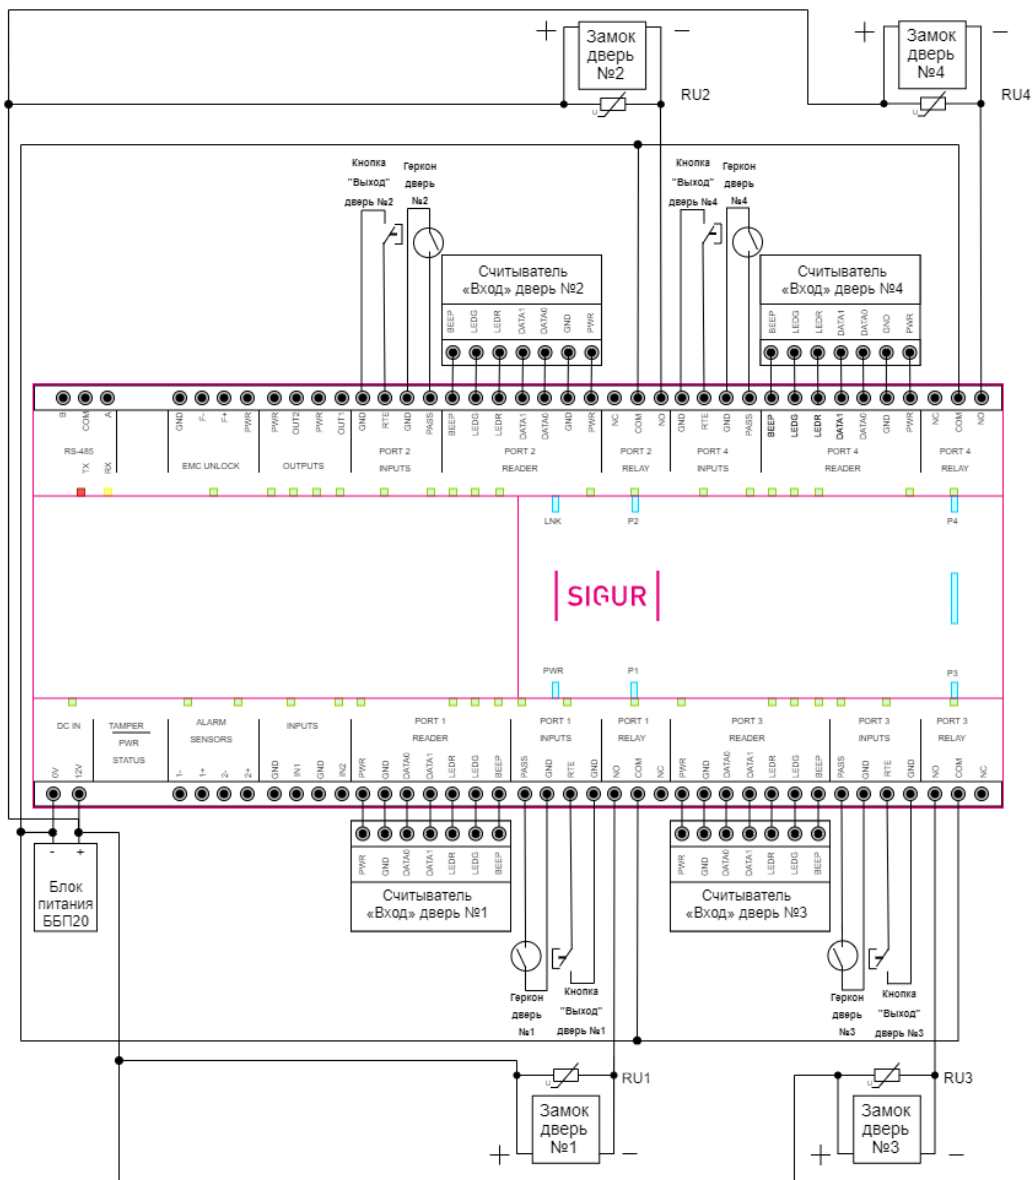 +
Замок
дверь
№2
−
RU2
+
Замок
дверь
№4
−
RU4
U
U
Кнопка
"Выход"
дверь №2
Геркон
дверь
№2
Кнопка
"Выход"
дверь №4
Геркон
дверь
№4
Считыватель
«Вход» дверь №2
BEEP LEDG LEDR DATA1 DATA0 GND PWR
Считыватель
«Вход» дверь №4
BEEP LEDG LEDR DATA1 DATA0 GND PWR
B COM A GND F- F+ PWR PWR OUT2 PWR OUT1 GND RTE GND PASS BEEP LEDG LEDR DATA1 DATA0 GND PWR NC COM NO GND RTE GND PASS BEEP LEDG LEDR DATA1 DATA0 GND PWR NC COM NO
RS-485
TX RX
EMC UNLOCK
OUTPUTS
PORT 2
INPUTS
PORT 2
READER
PORT 2
RELAY
PORT 4
INPUTS
PORT 4
READER
PORT 4
RELAY
LNK
P2
P4
SIGUR
PWR
P1
P3
DC IN
TAMPER
PWR
STATUS
ALARM
SENSORS
INPUTS
PORT 1
READER
PORT 1
INPUTS
PORT 1
RELAY
PORT 3
READER
PORT 3
INPUTS
PORT 3
RELAY
0V 12V 1- 1+ 2- 2+ GND IN1 GND IN2 PWR GND DATA0 DATA1 LEDR LEDG BEEP PASS GND RTE GND NO COM NC PWR GND DATA0 DATA1 LEDR LEDG BEEP PASS GND RTE GND NO COM NC
- +
Блок
питания
ББП20
PWR GND DATA0 DATA1 LEDR LEDG BEEP
Считыватель
«Вход» дверь №1
PWR GND DATA0 DATA1 LEDR LEDG BEEP
Считыватель
«Вход» дверь №3
Геркон
дверь
№1
Кнопка
"Выход"
дверь №1
Геркон
дверь
№3
Кнопка
"Выход"
дверь №3
U
RU1
U
RU3
Замок
дверь
№1
+
−
Замок
дверь
№3
+
−